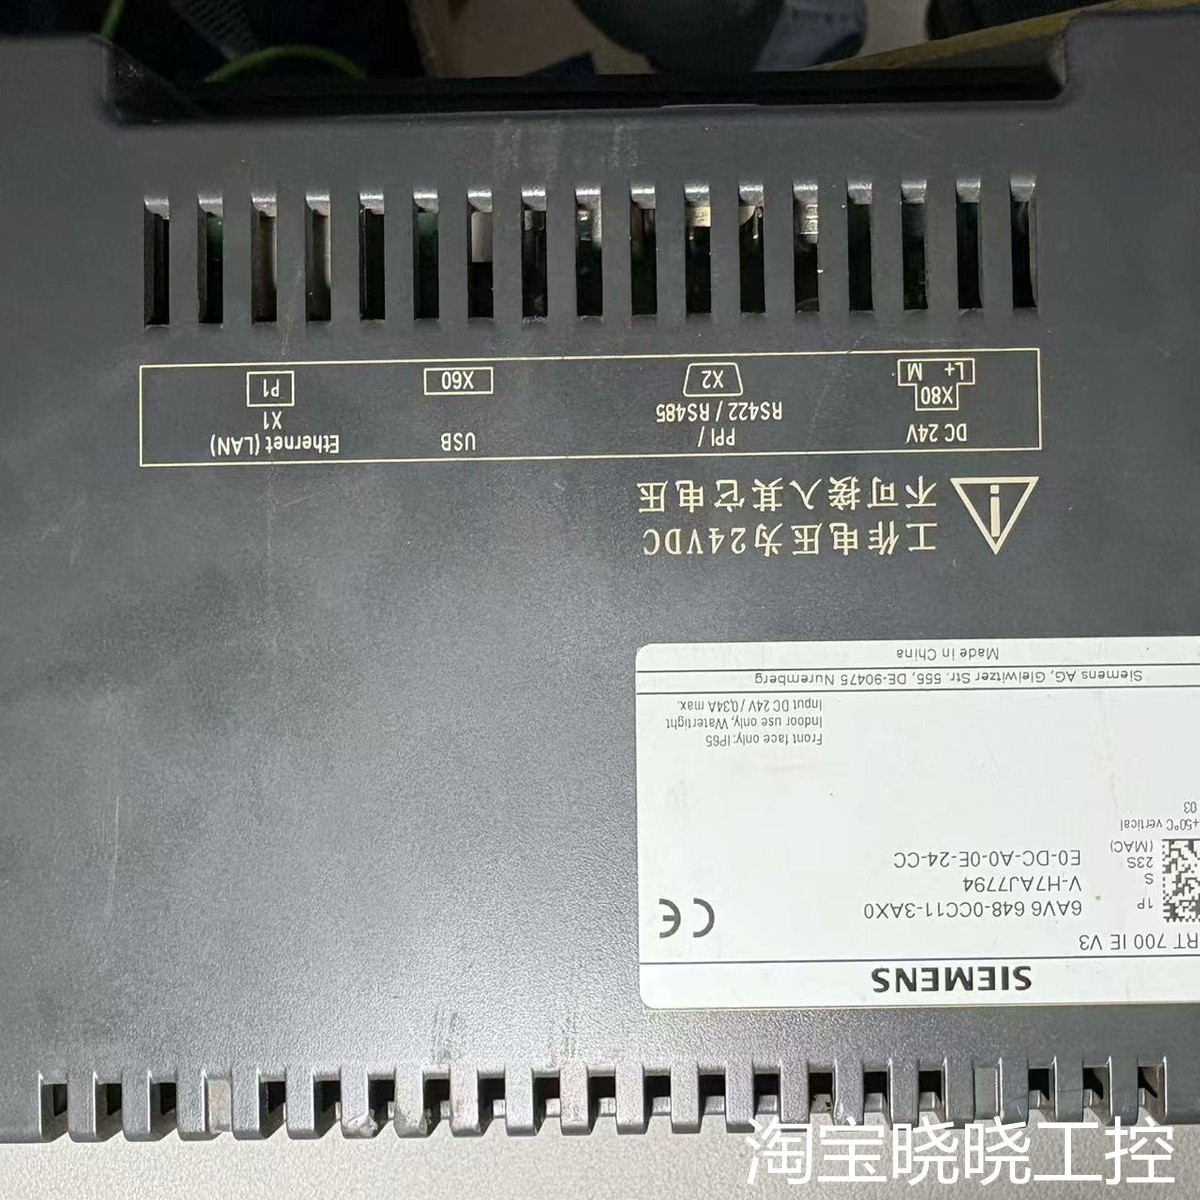 SIEMENS
RT 700 IE V3
1P 6AV6 648-0CC11-3AX0
S V-H7AJ7794
23S E0-DC-A0-0E-24-CC
(MAC)
+50°C vertical
03
CE
Front face only: IP65
Indoor use only, Watertight
Input DC 24V / 0,34A max.
Siemens AG, Gleiwitzer Str. 555, DE-90475 Nuremberg
Made in China
工作电压为24VDC
不可接入其它电压
DC 24V
X80
L+ M
PPI /
RS422 / RS485
X2
USB
X60
Ethernet (LAN)
X1
P1
淘宝晓晓工控